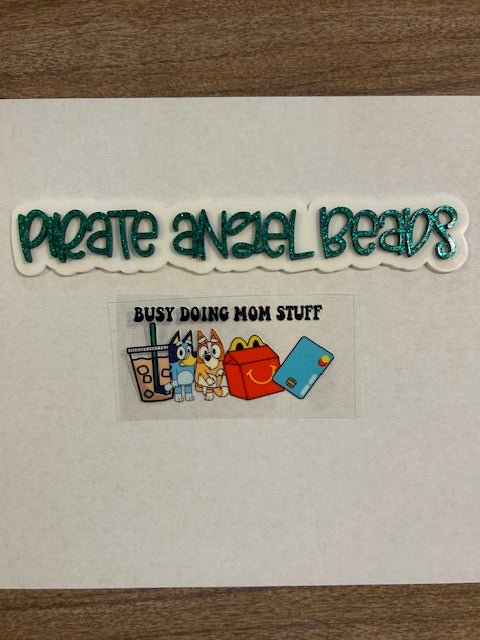 PIRATE ANGEL BEADS
BUSY DOING MOM STUFF